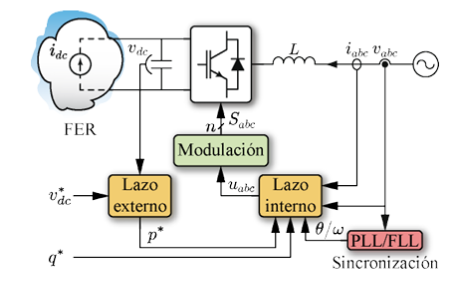 i_dc
v_dc
L
i_abc v_abc
FER
n
S_abc
Modulación
v*_dc
Lazo
externo
u_abc
Lazo
interno
p*
θ/ω
PLL/FLL
q*
Sincronización